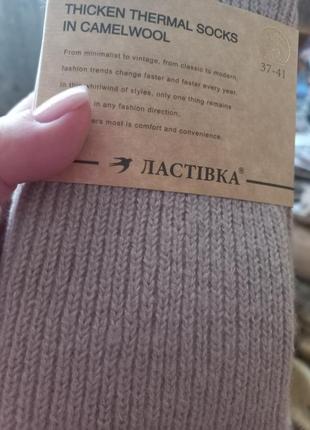 THICKEN THERMAL SOCKS
IN CAMELWOOL
37-41
From minimalist to vintage, from classic to modern,
fashion trends change faster and faster every year.
In this whirlwind of styles, only one thing remains
in any fashion direction.
most is comfort and convenience.
ЛАСТІВКА®